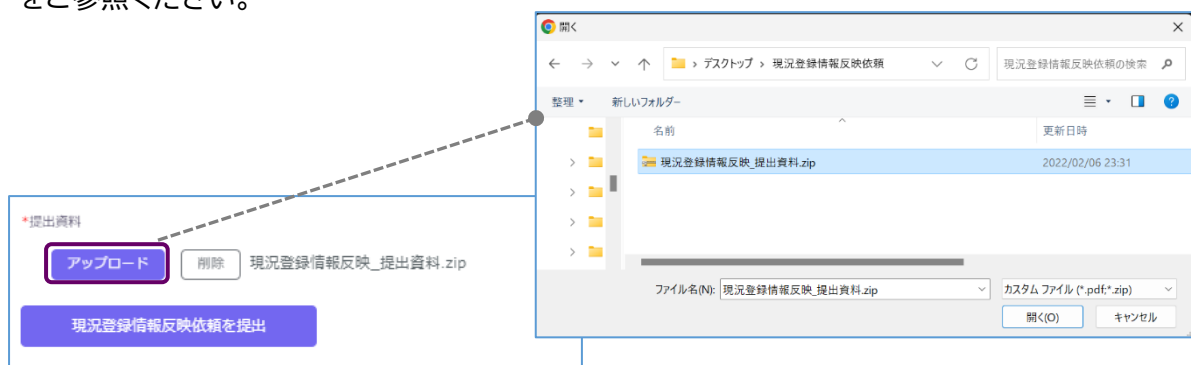 をご参照ください。
開く
デスクトップ › 現況登録情報反映依頼
現況登録情報反映依頼の検索
整理
新しいフォルダー
名前
更新日時
現況登録情報反映_提出資料.zip
2022/02/06 23:31
ファイル名(N): 現況登録情報反映_提出資料.zip
カスタム ファイル (*.pdf;*.zip)
開く(O)
キャンセル
*提出資料
アップロード
削除
現況登録情報反映_提出資料.zip
現況登録情報反映依頼を提出